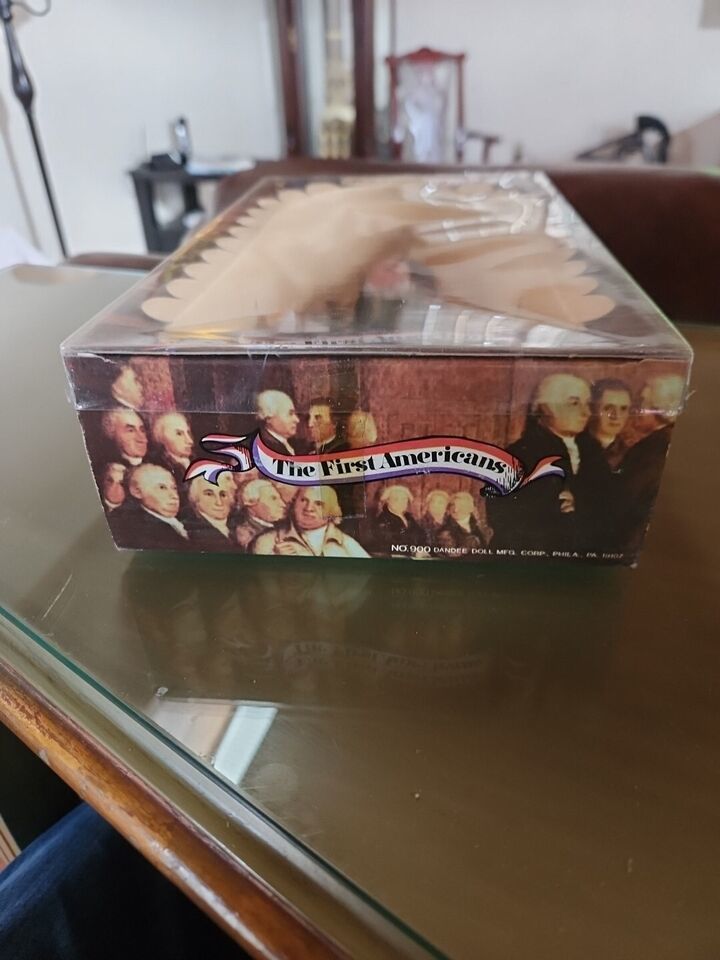 The First Americans
NO. 900 DANDEE DOLL MFG. CORP., PHILA., PA.